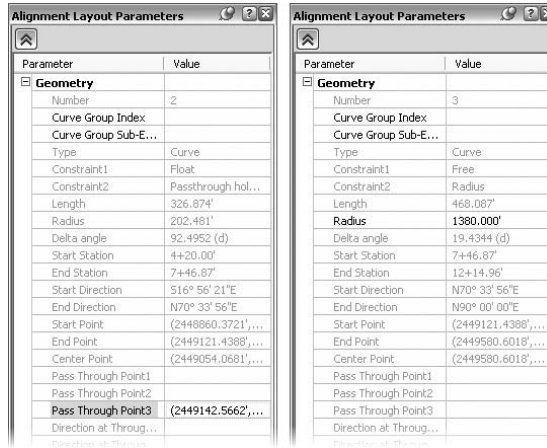 Alignment Layout Parameters
Parameter Value
Geometry
Number 2
Curve Group Index
Curve Group Sub-E...
Type Curve
Constraint1 Float
Constraint2 Passthrough hol...
Length 326.874'
Radius 202.481'
Delta angle 92.4952 (d)
Start Station 4+20.00'
End Station 7+46.87'
Start Direction S16° 56' 21"E
End Direction N70° 33' 56"E
Start Point (2448860.3721',...
End Point (2449121.4388',...
Center Point (2449054.0681',...
Pass Through Point1
Pass Through Point2
Pass Through Point3 (2449142.5662',...
Direction at Throug...
Alignment Layout Parameters
Parameter Value
Geometry
Number 3
Curve Group Index
Curve Group Sub-E...
Type Curve
Constraint1 Free
Constraint2 Radius
Length 468.087'
Radius 1380.000'
Delta angle 19.4344 (d)
Start Station 7+46.87'
End Station 12+14.96'
Start Direction N70° 33' 56"E
End Direction N90° 00' 00"E
Start Point (2449121.4388',...
End Point (2449580.6018',...
Center Point (2449580.6018',...
Pass Through Point1
Pass Through Point2
Pass Through Point3
Direction at Throug...